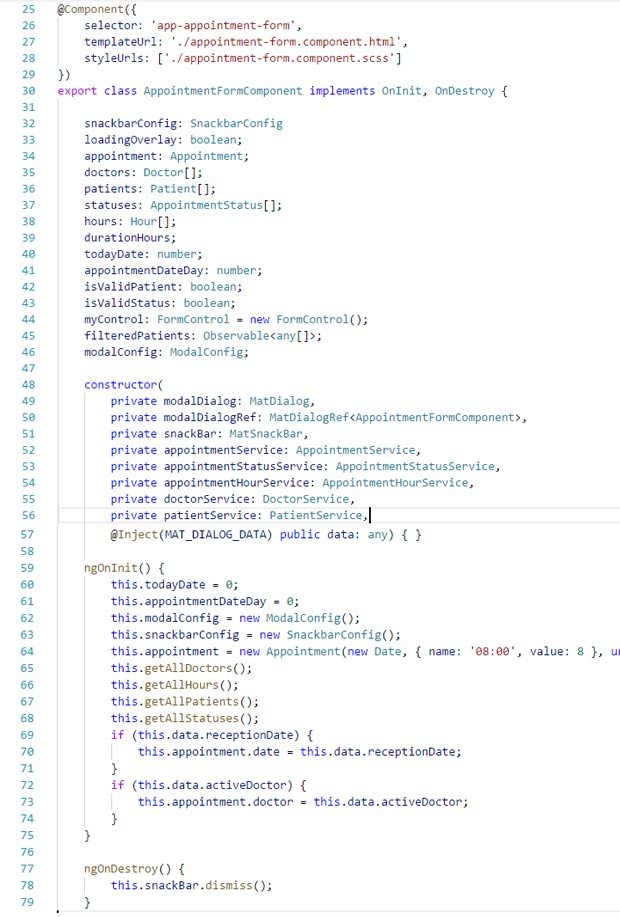 25 @Component({
26     selector: 'app-appointment-form',
27     templateUrl: './appointment-form.component.html',
28     styleUrls: ['./appointment-form.component.scss']
29 })
30 export class AppointmentFormComponent implements OnInit, OnDestroy {
31
32     snackbarConfig: SnackbarConfig
33     loadingOverlay: boolean;
34     appointment: Appointment;
35     doctors: Doctor[];
36     patients: Patient[];
37     statuses: AppointmentStatus[];
38     hours: Hour[];
39     durationHours;
40     todayDate: number;
41     appointmentDateDay: number;
42     isValidPatient: boolean;
43     isValidStatus: boolean;
44     myControl: FormControl = new FormControl();
45     filteredPatients: Observable<any[]>;
46     modalConfig: ModalConfig;
47
48     constructor(
49         private modalDialog: MatDialog,
50         private modalDialogRef: MatDialogRef<AppointmentFormComponent>,
51         private snackBar: MatSnackBar,
52         private appointmentService: AppointmentService,
53         private appointmentStatusService: AppointmentStatusService,
54         private appointmentHourService: AppointmentHourService,
55         private doctorService: DoctorService,
56         private patientService: PatientService,
57         @Inject(MAT_DIALOG_DATA) public data: any) { }
58
59     ngOnInit() {
60         this.todayDate = 0;
61         this.appointmentDateDay = 0;
62         this.modalConfig = new ModalConfig();
63         this.snackbarConfig = new SnackbarConfig();
64         this.appointment = new Appointment(new Date, { name: '08:00', value: 8 }, un
65         this.getAllDoctors();
66         this.getAllHours();
67         this.getAllPatients();
68         this.getAllStatuses();
69         if (this.data.receptionDate) {
70             this.appointment.date = this.data.receptionDate;
71         }
72         if (this.data.activeDoctor) {
73             this.appointment.doctor = this.data.activeDoctor;
74         }
75     }
76
77     ngOnDestroy() {
78         this.snackBar.dismiss();
79     }